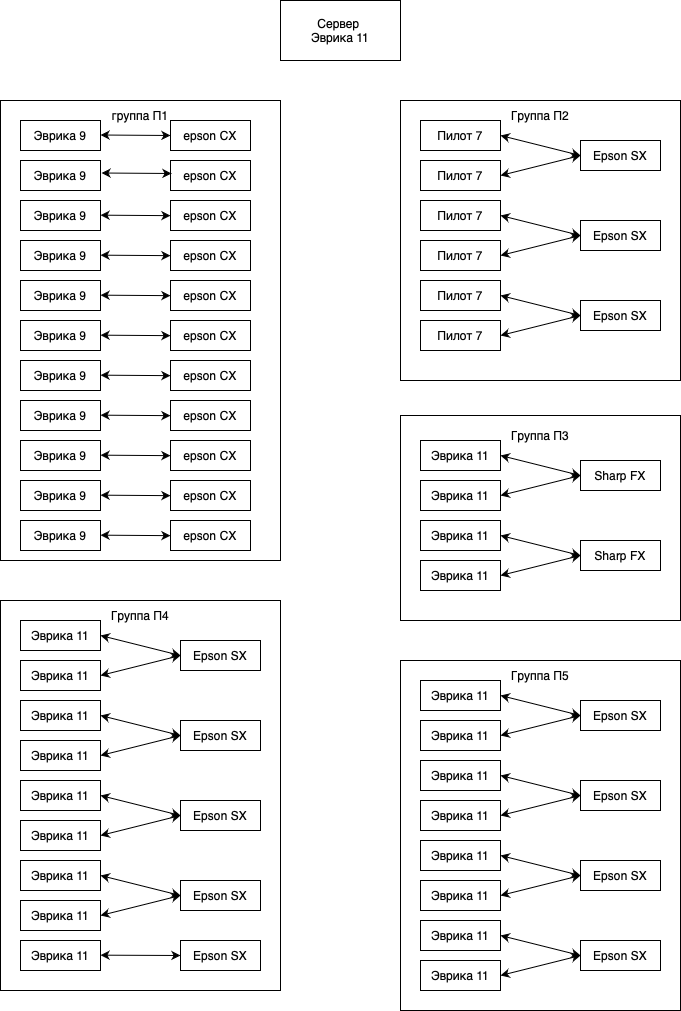 Сервер
Эврика 11
группа П1
Эврика 9
epson CX
Эврика 9
epson CX
Эврика 9
epson CX
Эврика 9
epson CX
Эврика 9
epson CX
Эврика 9
epson CX
Эврика 9
epson CX
Эврика 9
epson CX
Эврика 9
epson CX
Эврика 9
epson CX
Эврика 9
epson CX
Группа П2
Пилот 7
Пилот 7
Epson SX
Пилот 7
Пилот 7
Epson SX
Пилот 7
Пилот 7
Epson SX
Группа П3
Эврика 11
Эврика 11
Sharp FX
Эврика 11
Эврика 11
Sharp FX
Группа П4
Эврика 11
Эврика 11
Epson SX
Эврика 11
Эврика 11
Epson SX
Эврика 11
Эврика 11
Epson SX
Эврика 11
Эврика 11
Epson SX
Эврика 11
Epson SX
Группа П5
Эврика 11
Эврика 11
Epson SX
Эврика 11
Эврика 11
Epson SX
Эврика 11
Эврика 11
Epson SX
Эврика 11
Эврика 11
Epson SX